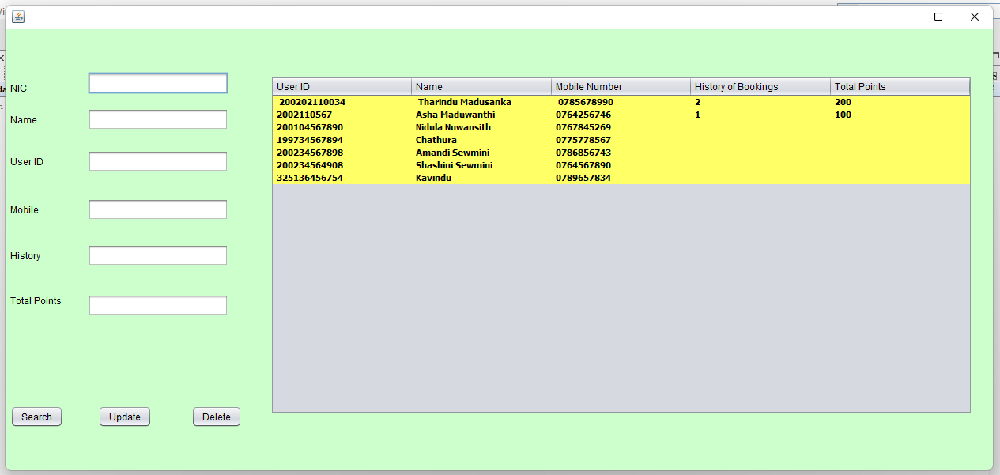 NIC
Name
User ID
Mobile
History
Total Points
Search Update Delete
User ID Name Mobile Number History of Bookings Total Points
200202110034 Tharindu Madusanka 0785678990 2 200
2002110567 Asha Maduwanthi 0764256746 1 100
200104567890 Nidula Nuwansith 0767845269
199734567894 Chathura 0775778567
200234567898 Amandi Sewmini 0786856743
200234564908 Shashini Sewmini 0764567890
325136456754 Kavindu 0789657834